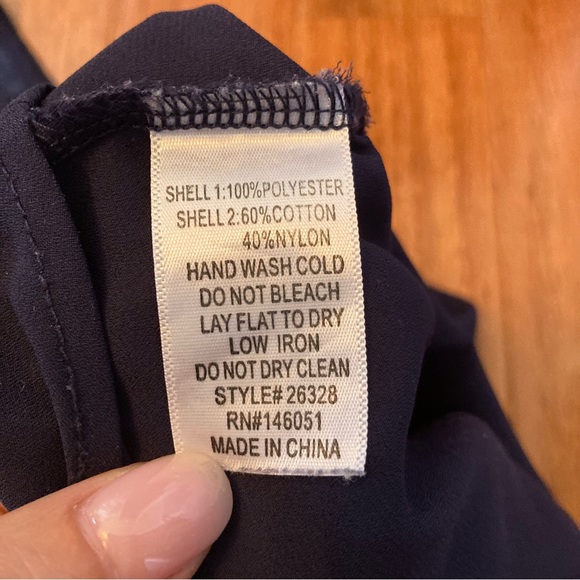 SHELL 1:100%POLYESTER
SHELL 2:60%COTTON
40%NYLON
HAND WASH COLD
DO NOT BLEACH
LAY FLAT TO DRY
LOW IRON
DO NOT DRY CLEAN
STYLE# 26328
RN#146051
MADE IN CHINA